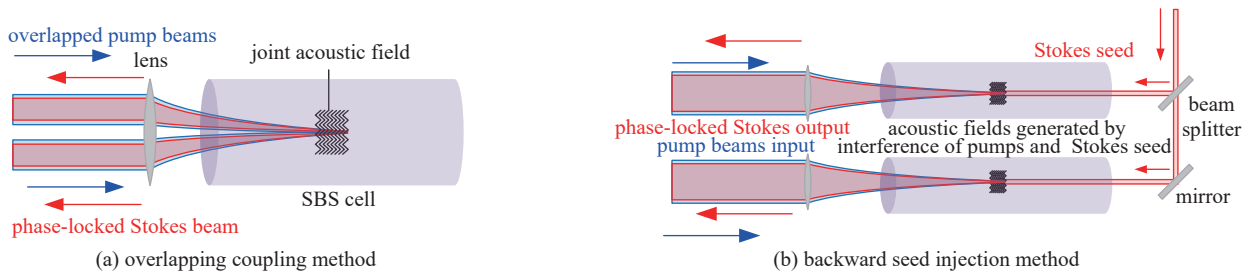 overlapped pump beams
lens
joint acoustic field
SBS cell
phase-locked Stokes beam
(a) overlapping coupling method
Stokes seed
beam
splitter
phase-locked Stokes output
pump beams input
acoustic fields generated by
interference of pumps and Stokes seed
mirror
(b) backward seed injection method